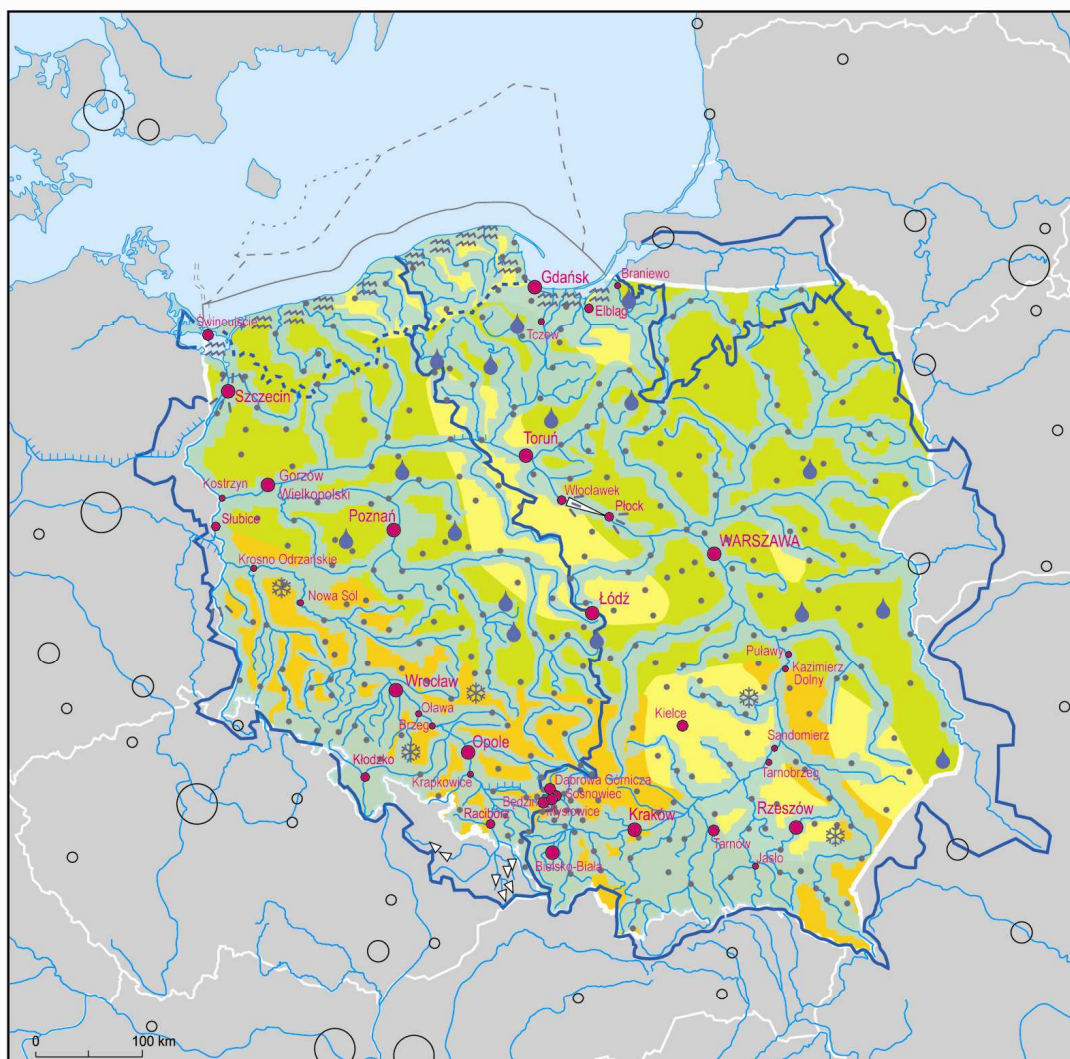 Gdańsk
Braniewo
Elbląg
Tczew
Świnoujście
Szczecin
Toruń
Gorzów
Wielkopolski
Kostrzyn
Włocławek
Płock
Słubice
Poznań
WARSZAWA
Krosno Odrzańskie
Nowa Sól
Łódź
Puławy
Kazimierz
Dolny
Wrocław
Oława
Brzeg
Kielce
Opole
Sandomierz
Tarnobrzeg
Kłodzko
Krapkowice
Dąbrowa Górnicza
Sosnowiec
Będzin
Mysłowice
Racibórz
Kraków
Tarnów
Rzeszów
Bielsko-Biała
Jasło
0
100 km